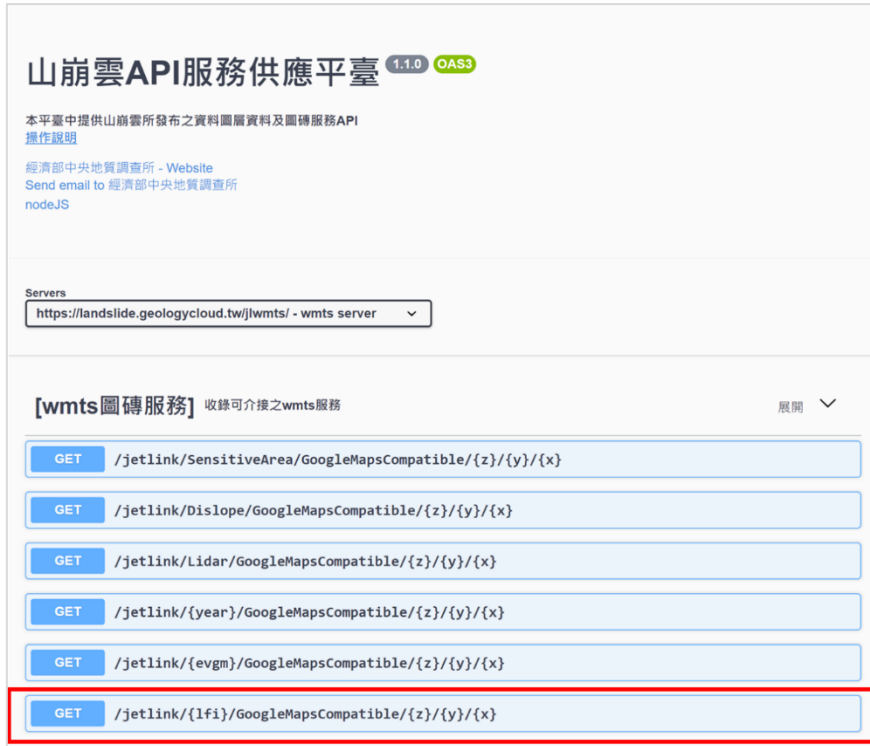 山崩雲API服務供應平臺 1.1.0 OAS3
本平臺中提供山崩雲所發布之資料圖層資料及圖磚服務API
操作說明
經濟部中央地質調查所 - Website
Send email to 經濟部中央地質調查所
nodeJS
Servers
https://landslide.geologycloud.tw/jlwmts/ - wmts server
[wmts圖磚服務] 收錄可介接之wmts服務 展開
GET /jetlink/SensitiveArea/GoogleMapsCompatible/{z}/{y}/{x}
GET /jetlink/Dislope/GoogleMapsCompatible/{z}/{y}/{x}
GET /jetlink/Lidar/GoogleMapsCompatible/{z}/{y}/{x}
GET /jetlink/{year}/GoogleMapsCompatible/{z}/{y}/{x}
GET /jetlink/{evgm}/GoogleMapsCompatible/{z}/{y}/{x}
GET /jetlink/{lfi}/GoogleMapsCompatible/{z}/{y}/{x}